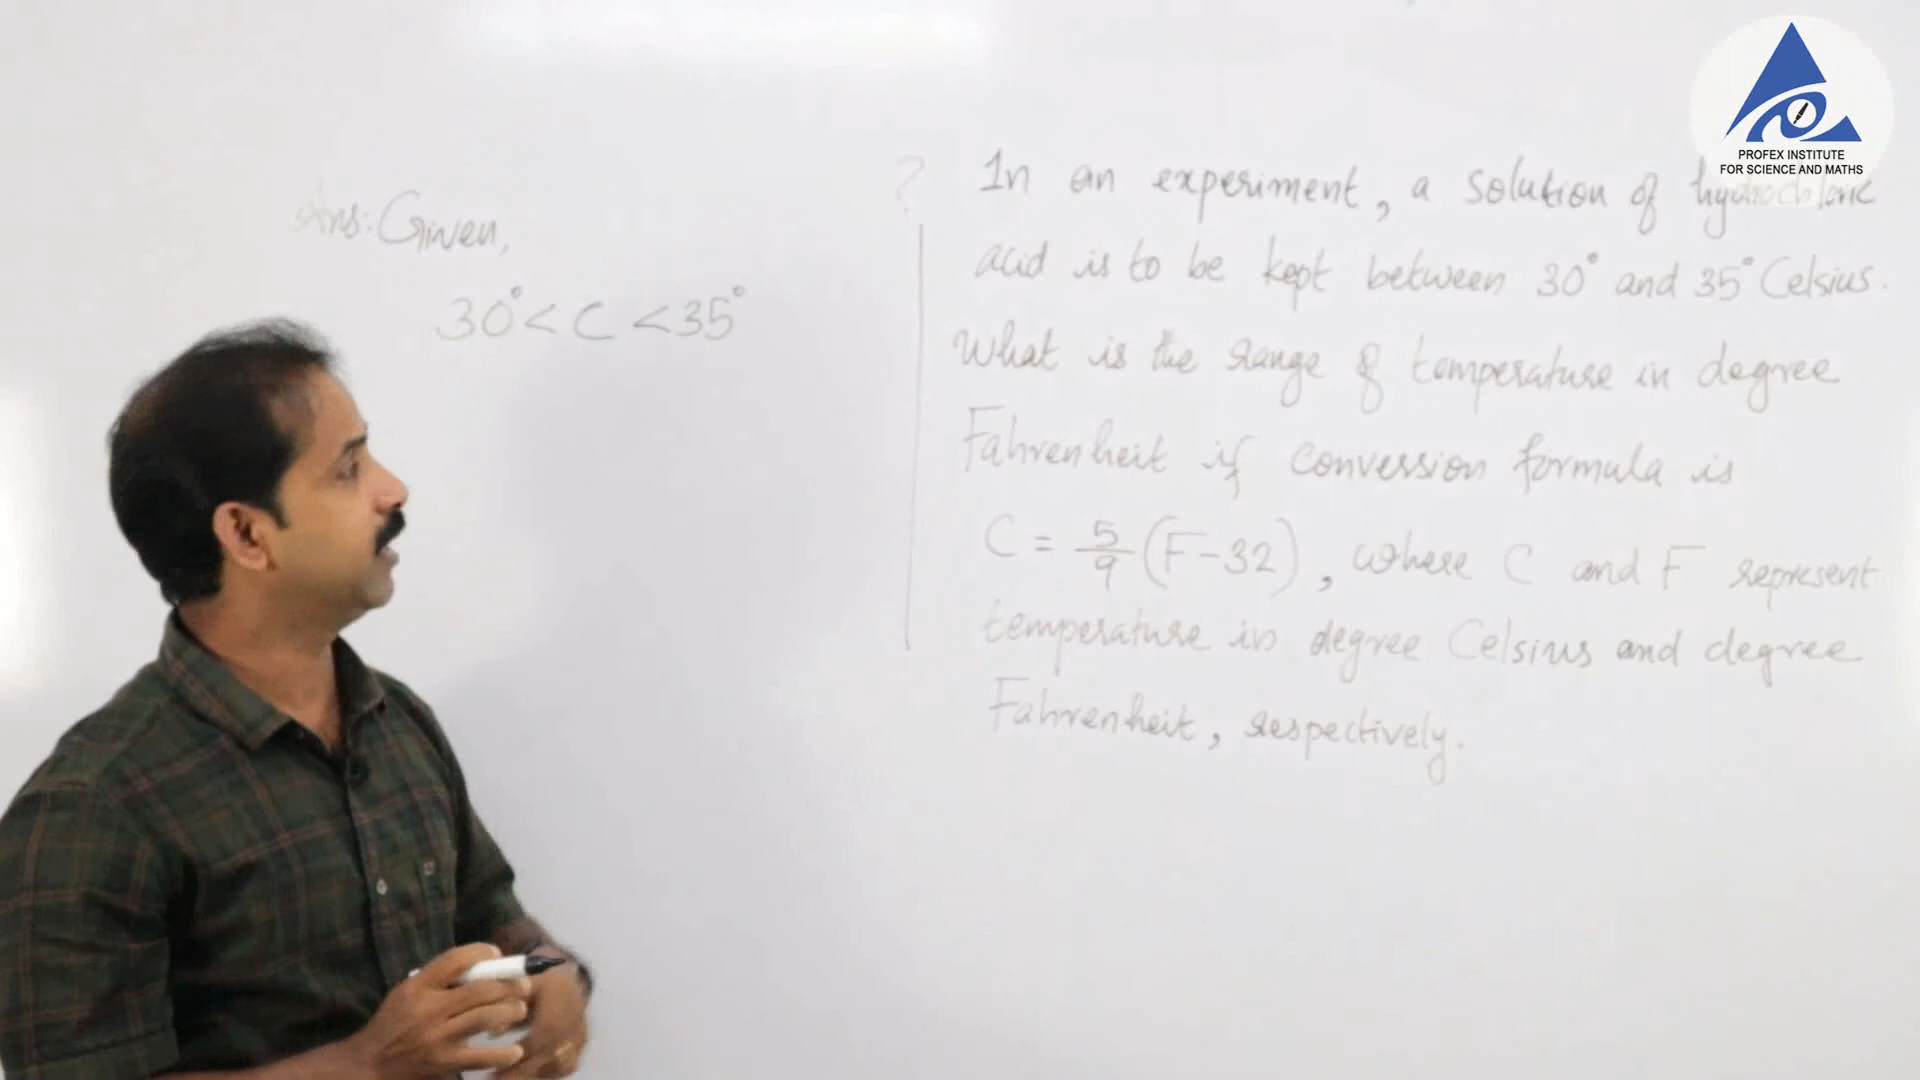 Ans: Given,
30° < C < 35°
? In an experiment, a solution of hydrochloric
acid is to be kept between 30° and 35° Celsius.
What is the range of temperature in degree
Fahrenheit if conversion formula is
C = 5/9 (F-32), where C and F represent
temperature in degree Celsius and degree
Fahrenheit, respectively.
PROFEX INSTITUTE
FOR SCIENCE AND MATHS